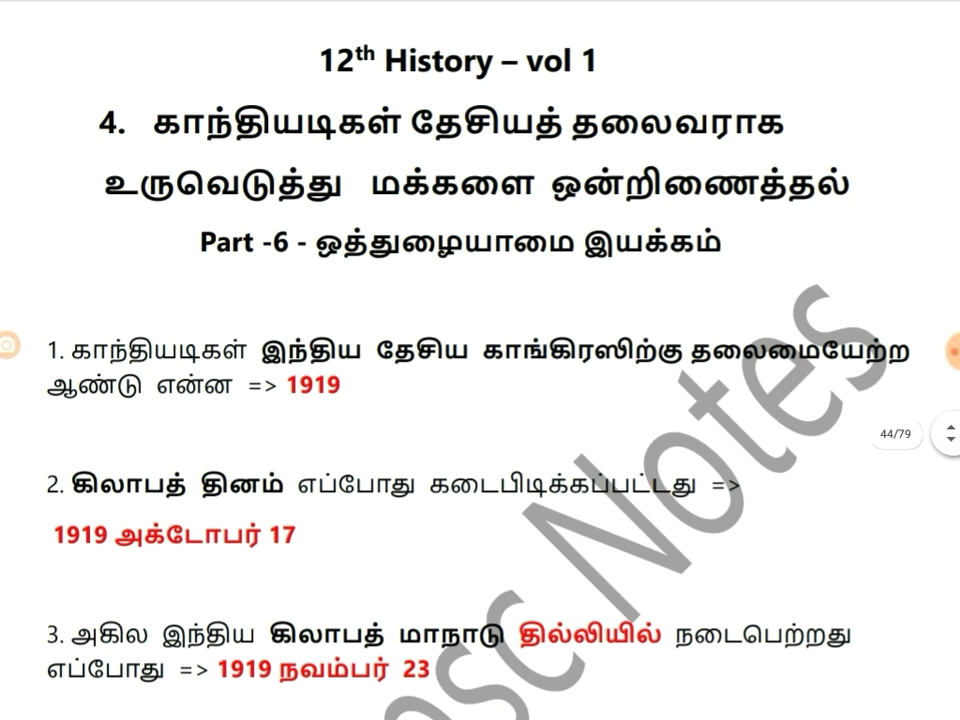 12th History – vol 1
4. காந்தியடிகள் தேசியத் தலைவராக
உருவெடுத்து மக்களை ஒன்றிணைத்தல்
Part -6 - ஒத்துழையாமை இயக்கம்
1. காந்தியடிகள் இந்திய தேசிய காங்கிரஸிற்கு தலைமையேற்ற
ஆண்டு என்ன => 1919
44/79
2. கிலாபத் தினம் எப்போது கடைபிடிக்கப்பட்டது =>
1919 அக்டோபர் 17
3. அகில இந்திய கிலாபத் மாநாடு தில்லியில் நடைபெற்றது
எப்போது => 1919 நவம்பர் 23
psc Notes